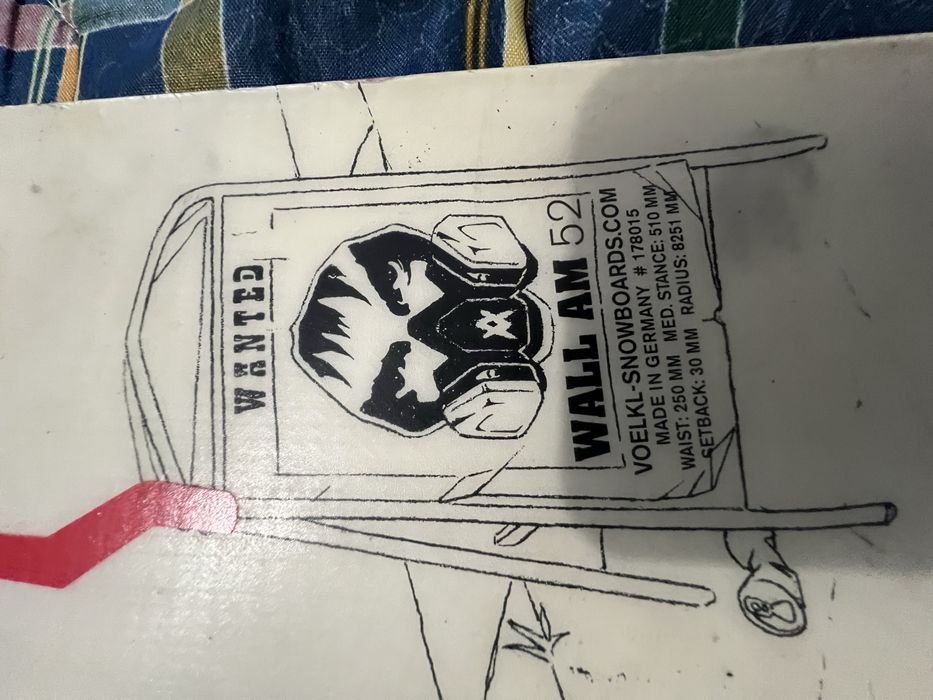 WANTED
WALL AM 52
VOELKL-SNOWBOARDS.COM
MADE IN GERMANY # 178015
WAIST: 250 MM MED. STANCE: 510 MM
SETBACK: 30 MM RADIUS: 8251 MM